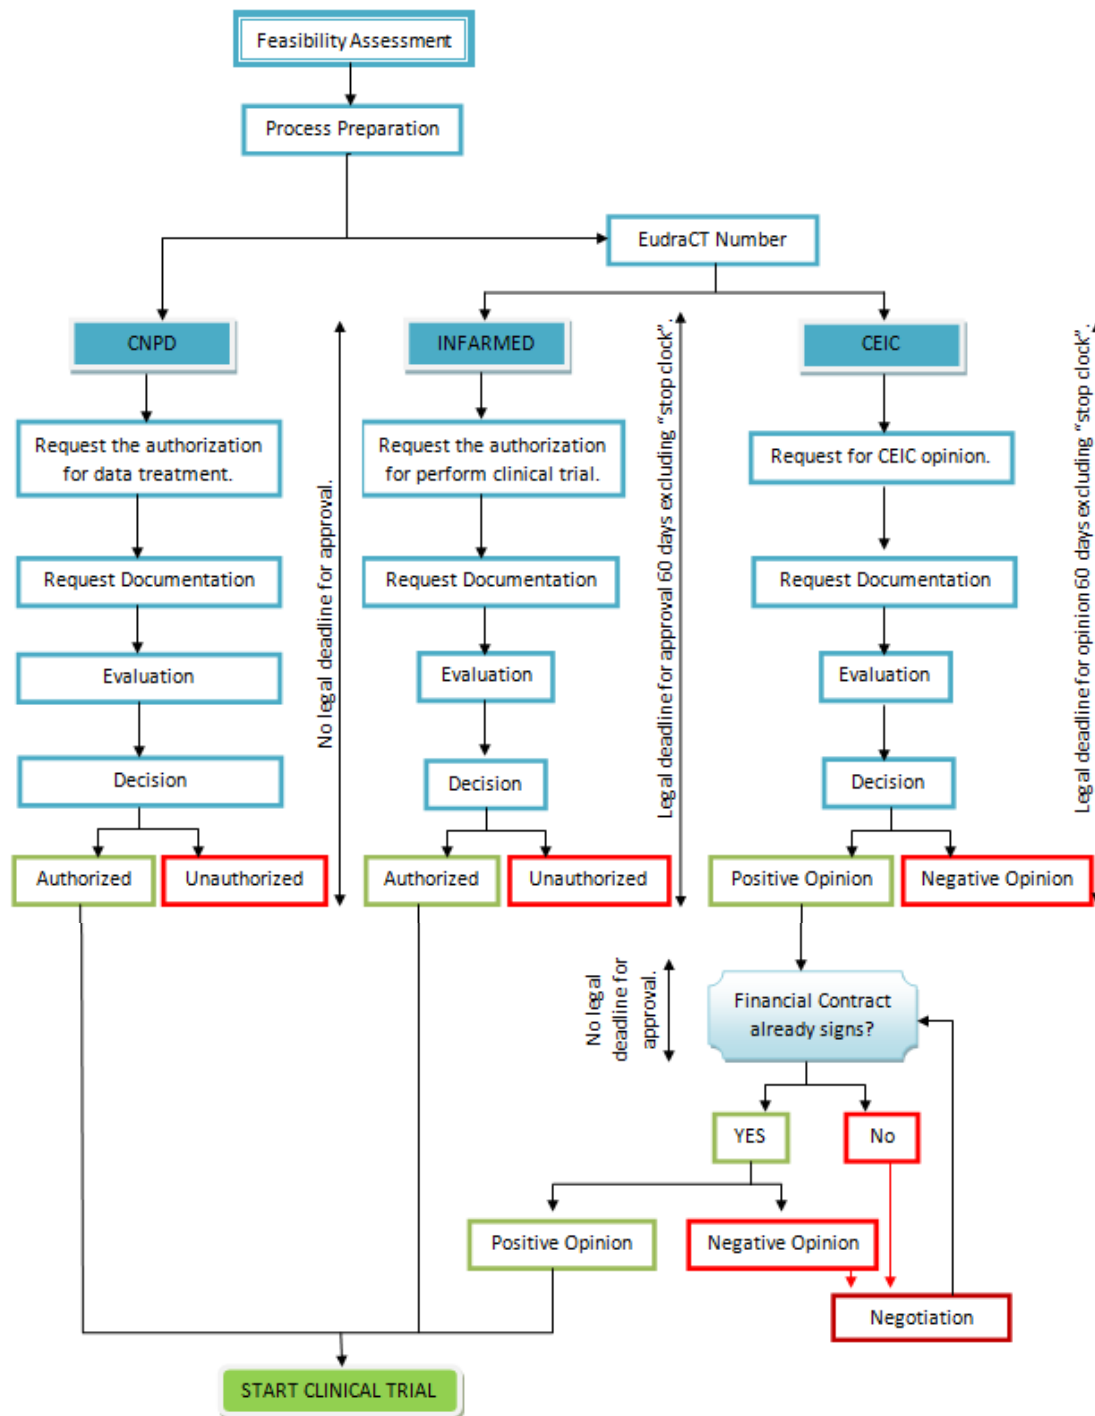 Feasibility Assessment
Process Preparation
EudraCT Number
CNPD
INFARMED
CEIC
Request the authorization
for data treatment.
Request the authorization
for perform clinical trial.
Request for CEIC opinion.
Request Documentation
Request Documentation
Request Documentation
Evaluation
Evaluation
Evaluation
Decision
Decision
Decision
No legal deadline for approval.
Legal deadline for approval 60 days excluding "stop clock".
Legal deadline for opinion 60 days excluding "stop clock".
Authorized
Unauthorized
Authorized
Unauthorized
Positive Opinion
Negative Opinion
No legal
deadline for
approval.
Financial Contract
already signs?
YES
No
Positive Opinion
Negative Opinion
Negotiation
START CLINICAL TRIAL